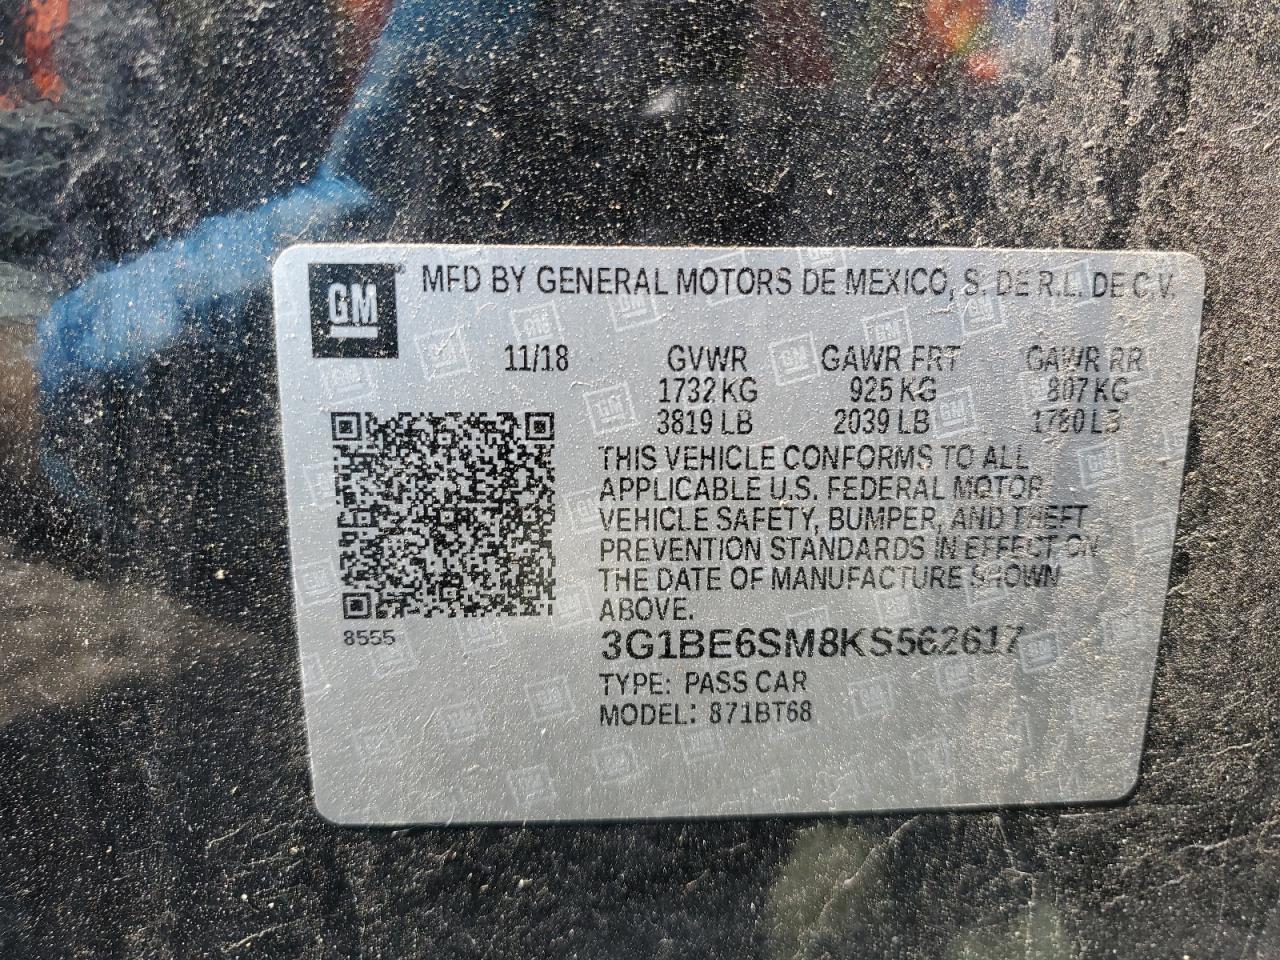 GM
MFD BY GENERAL MOTORS DE MEXICO, S. DE R.L. DE C.V.
11/18 GVWR GAWR FRT GAWR RR
1732 KG 925 KG 807 KG
3819 LB 2039 LB 1780 LB
THIS VEHICLE CONFORMS TO ALL
APPLICABLE U.S. FEDERAL MOTOR
VEHICLE SAFETY, BUMPER, AND THEFT
PREVENTION STANDARDS IN EFFECT ON
THE DATE OF MANUFACTURE SHOWN
ABOVE.
8555
3G1BE6SM8KS562617
TYPE: PASS CAR
MODEL: 871BT68